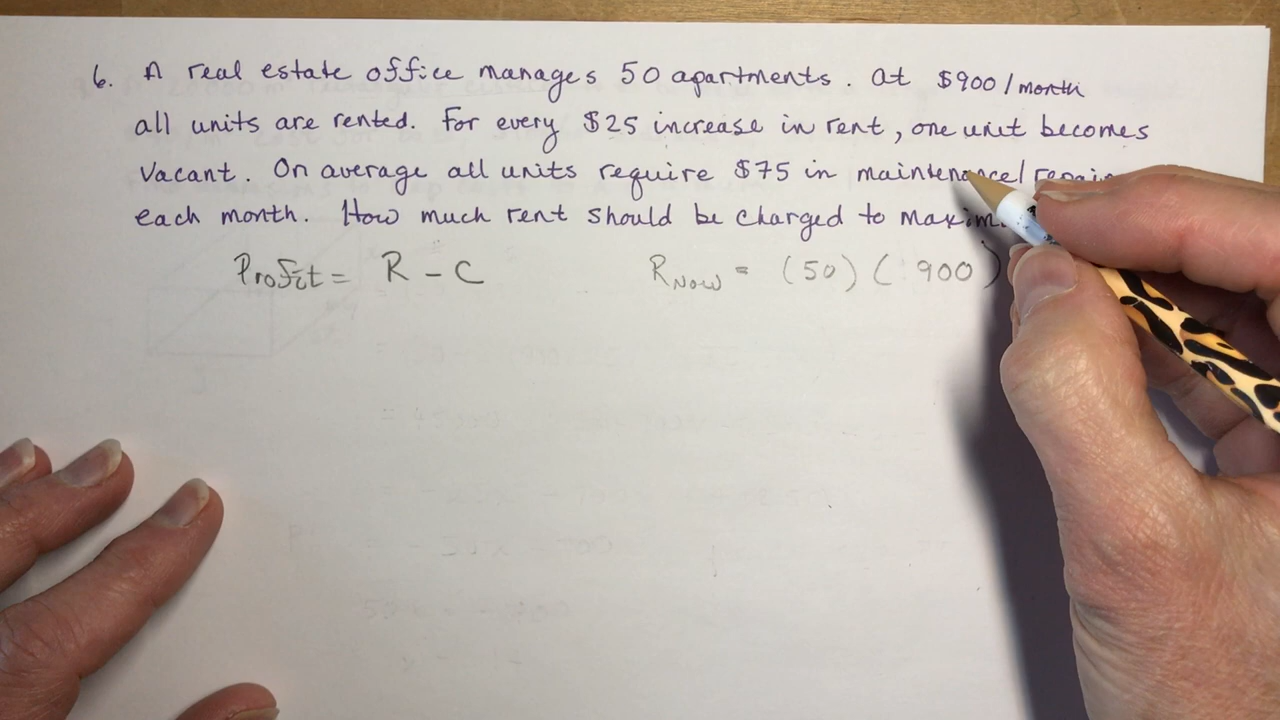 6. A real estate office manages 50 apartments. At $900/month
all units are rented. For every $25 increase in rent, one unit becomes
vacant. On average all units require $75 in maintenance/
each month. How much rent should be charged to
Profit = R - C R_Now = (50)(900)